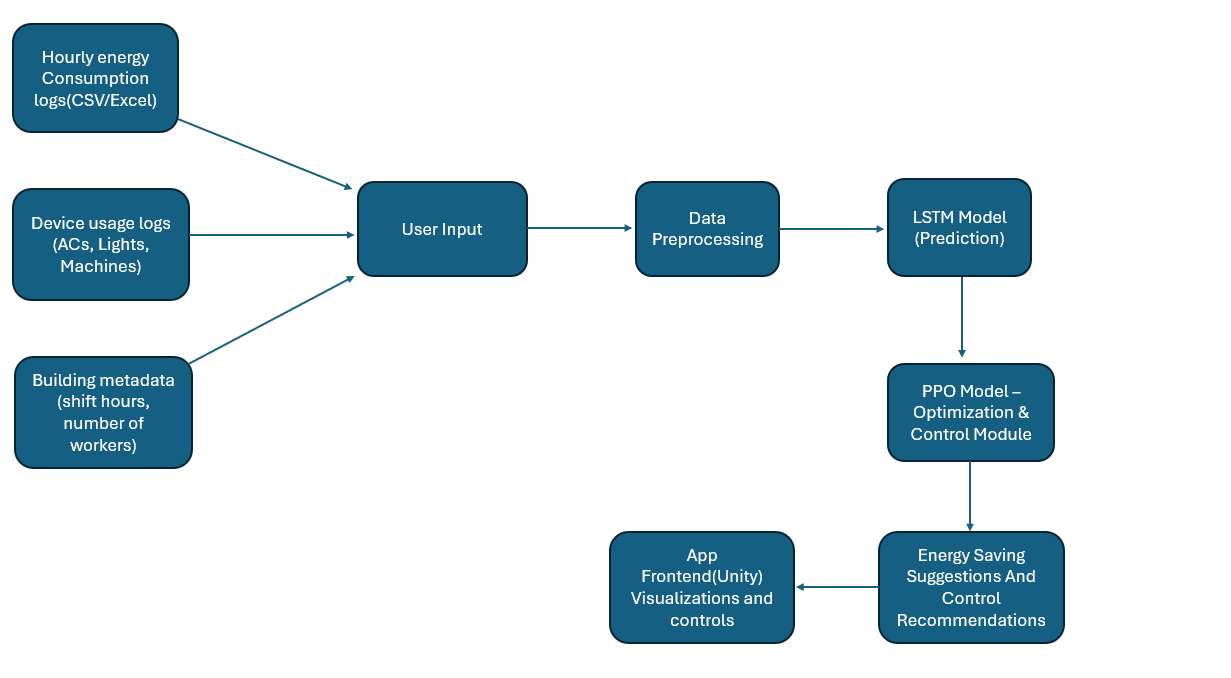 Hourly energy
Consumption
logs(CSV/Excel)
Device usage logs
(ACs, Lights,
Machines)
Building metadata
(shift hours,
number of
workers)
User Input
Data
Preprocessing
LSTM Model
(Prediction)
PPO Model –
Optimization &
Control Module
Energy Saving
Suggestions And
Control
Recommendations
App
Frontend(Unity)
Visualizations and
controls